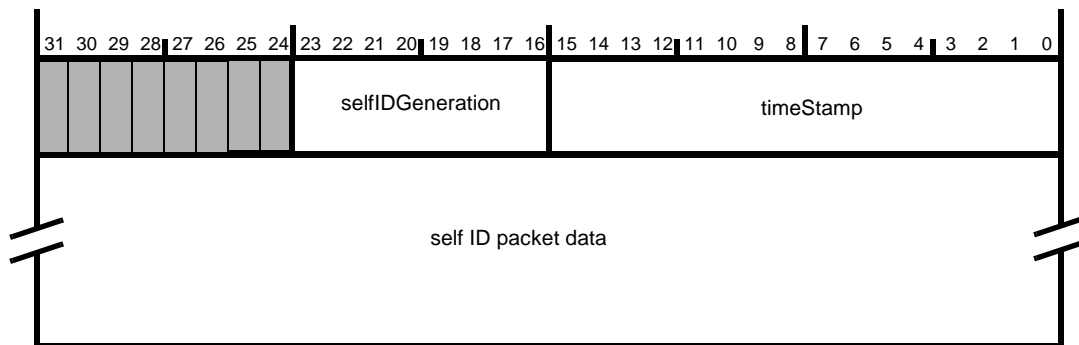 31 30 29 28 27 26 25 24 23 22 21 20 19 18 17 16 15 14 13 12 11 10 9 8 7 6 5 4 3 2 1 0
selfIDGeneration timeStamp
self ID packet data